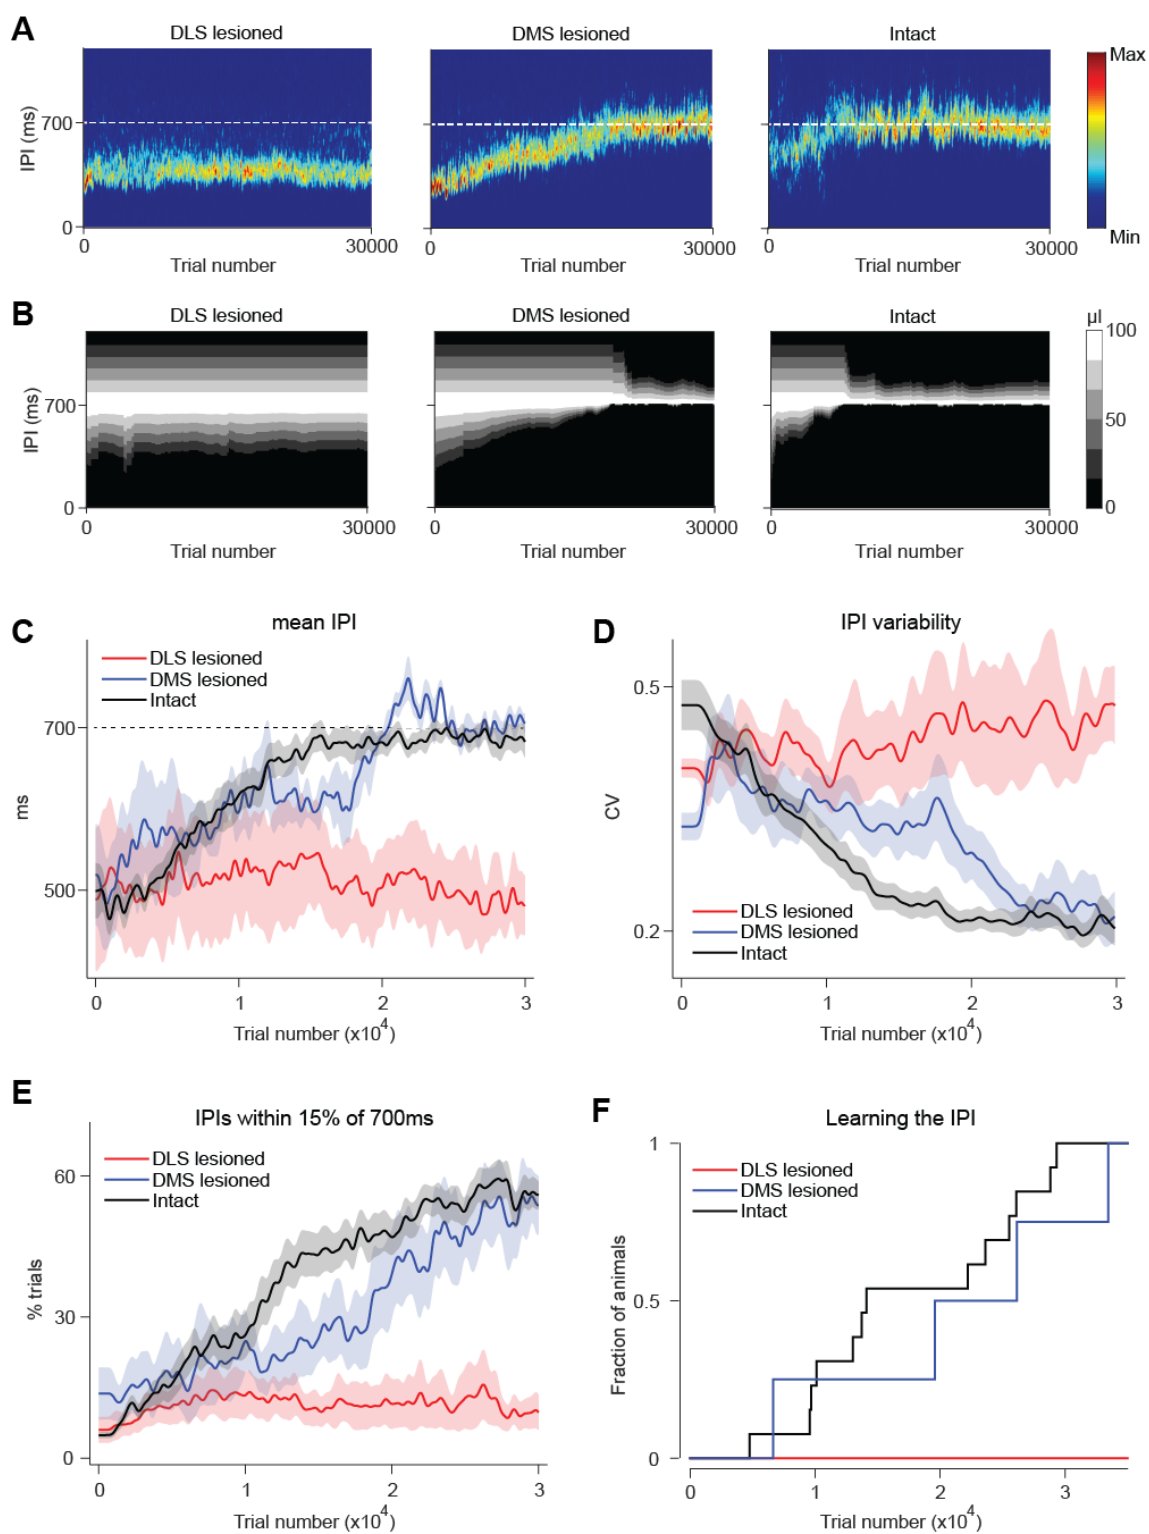 A
DLS lesioned
DMS lesioned
Intact
Max
Min
IPI (ms)
700
0
0
30000
0
30000
0
30000
Trial number
Trial number
Trial number
B
DLS lesioned
DMS lesioned
Intact
µl
100
50
0
IPI (ms)
700
0
0
30000
0
30000
0
30000
Trial number
Trial number
Trial number
C
mean IPI
DLS lesioned
DMS lesioned
Intact
700
500
ms
0
1
2
3
Trial number (x10⁴)
D
IPI variability
0.5
0.2
CV
DLS lesioned
DMS lesioned
Intact
0
1
2
3
Trial number (x10⁴)
E
IPIs within 15% of 700ms
DLS lesioned
DMS lesioned
Intact
60
30
0
% trials
0
1
2
3
Trial number (x10⁴)
F
Learning the IPI
DLS lesioned
DMS lesioned
Intact
1
0.5
0
Fraction of animals
0
1
2
3
Trial number (x10⁴)